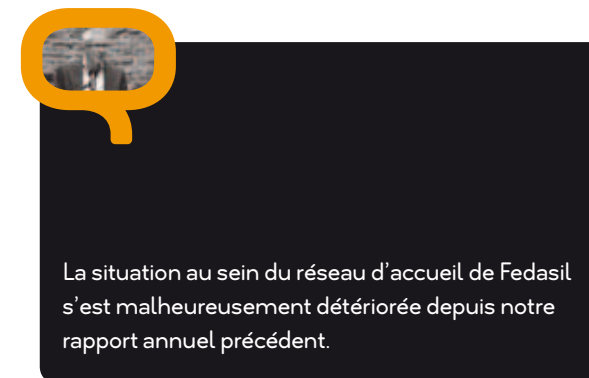 La situation au sein du réseau d’accueil de Fedasil
s’est malheureusement détériorée depuis notre
rapport annuel précédent.